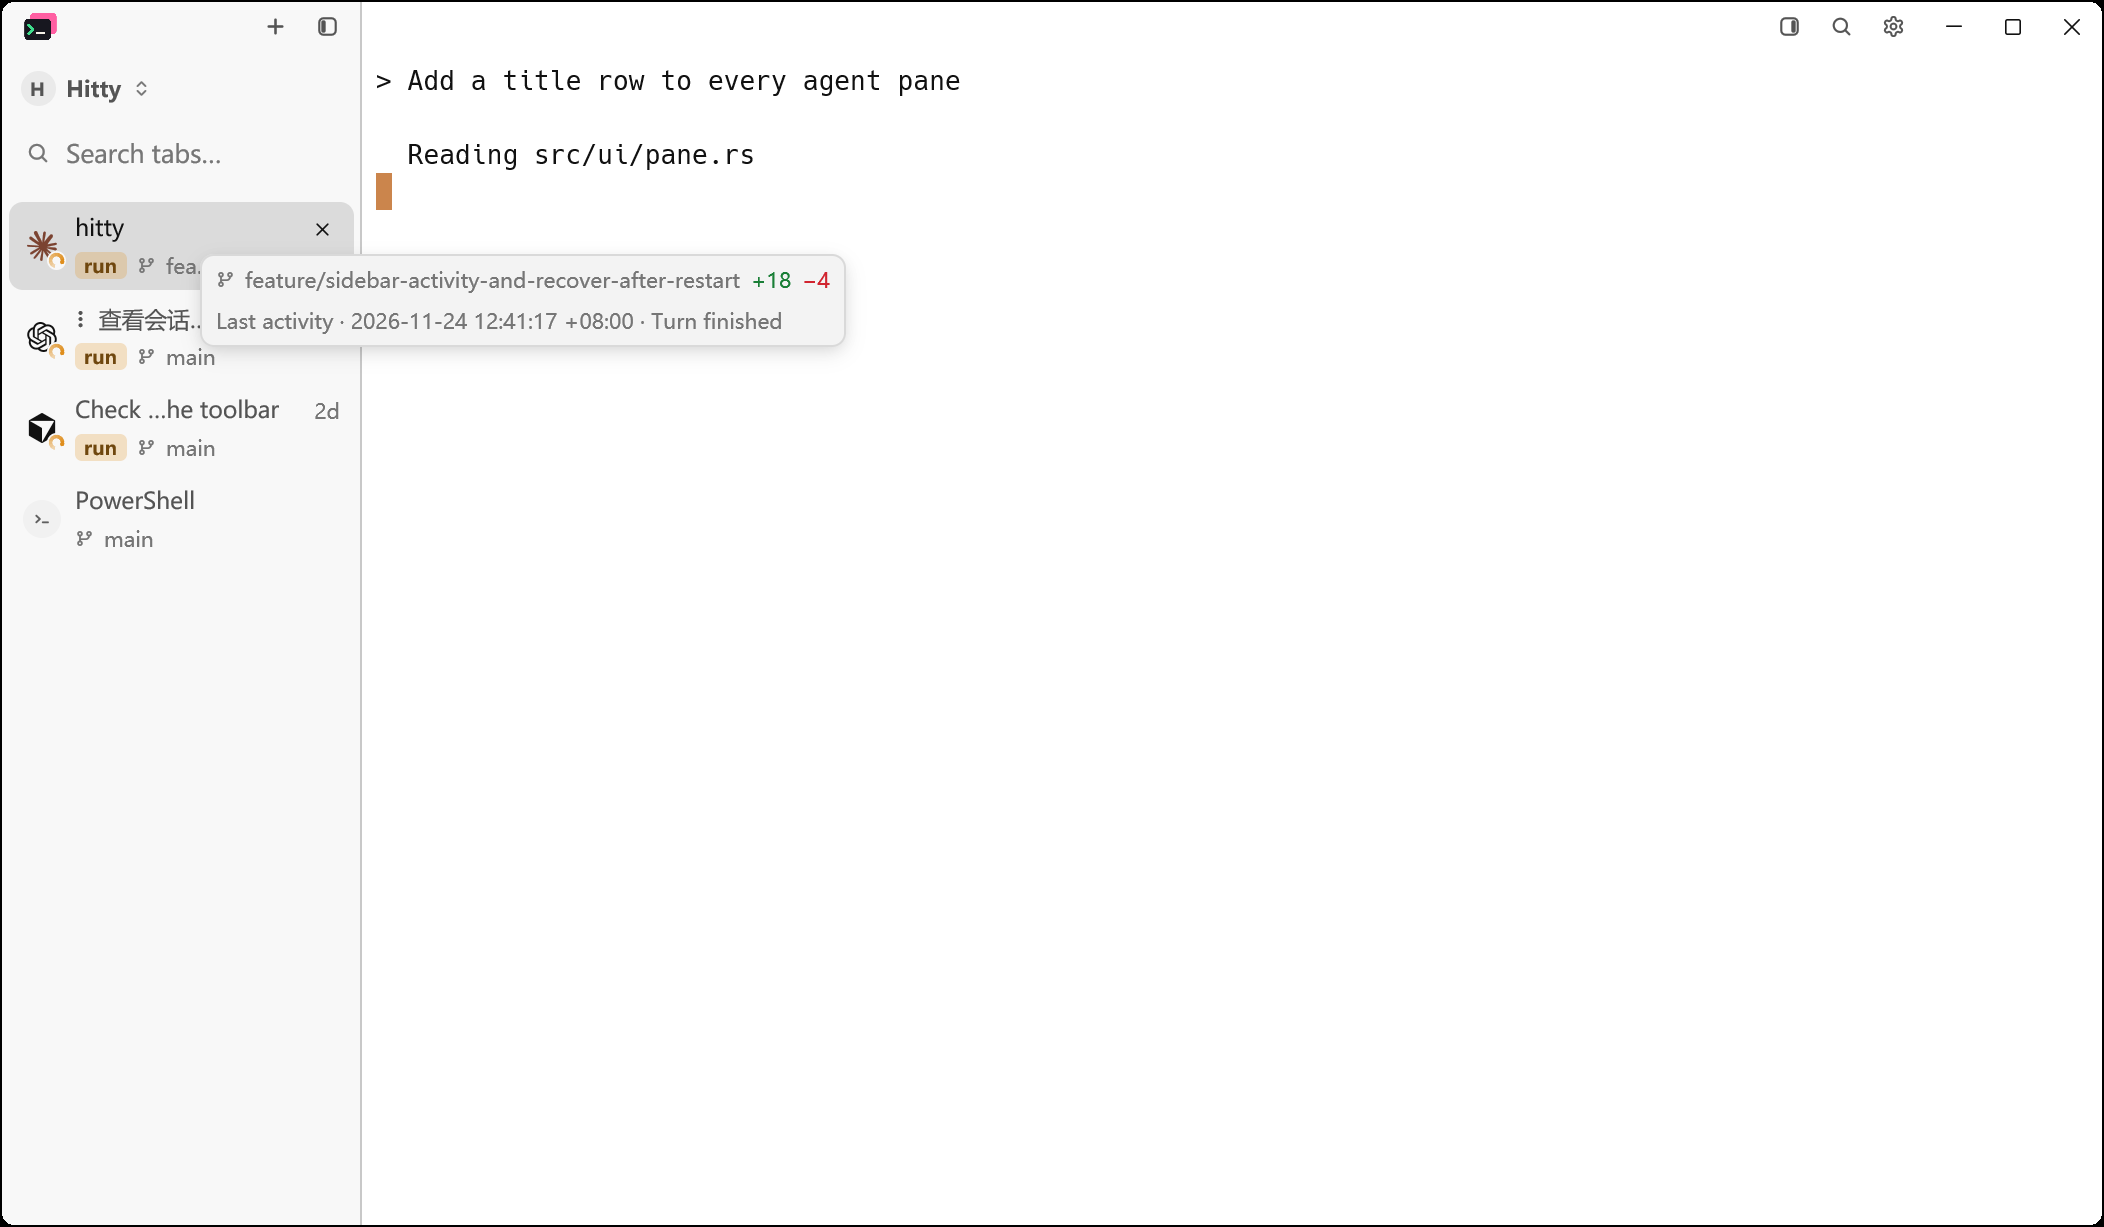 H Hitty
Search tabs...
hitty
run fea.
feature/sidebar-activity-and-recover-after-restart +18 −4
Last activity · 2026-11-24 12:41:17 +08:00 · Turn finished
查看会话..
run main
Check ...he toolbar 2d
run main
PowerShell
main
> Add a title row to every agent pane
Reading src/ui/pane.rs